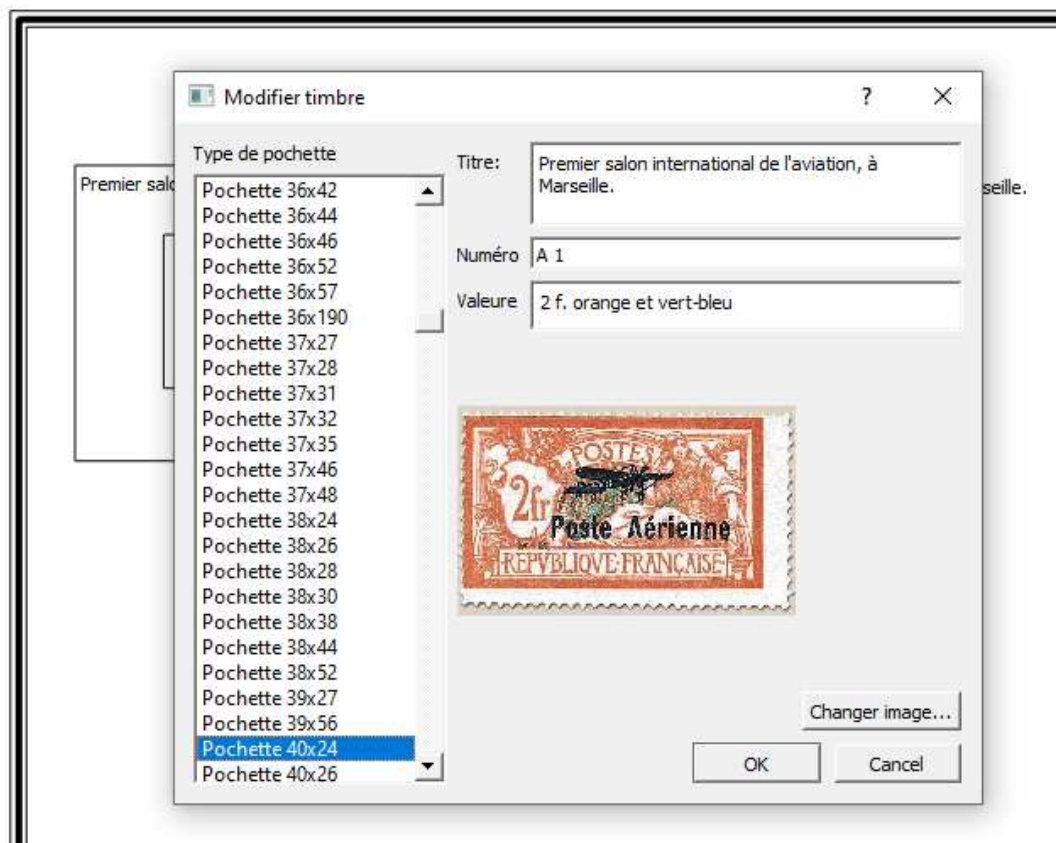 Modifier timbre
?
Type de pochette
Pochette 36x42
Pochette 36x44
Pochette 36x46
Pochette 36x52
Pochette 36x57
Pochette 36x190
Pochette 37x27
Pochette 37x28
Pochette 37x31
Pochette 37x32
Pochette 37x35
Pochette 37x46
Pochette 37x48
Pochette 38x24
Pochette 38x26
Pochette 38x28
Pochette 38x30
Pochette 38x38
Pochette 38x44
Pochette 38x52
Pochette 39x27
Pochette 39x56
Pochette 40x24
Pochette 40x26
Titre:
Premier salon international de l'aviation, à
Marseille.
Numéro
A 1
Valeure
2 f. orange et vert-bleu
POSTES
2fr
Poste Aérienne
REPVBLIQVE FRANÇAISE
Changer image...
OK
Cancel
Premier salo
seille.